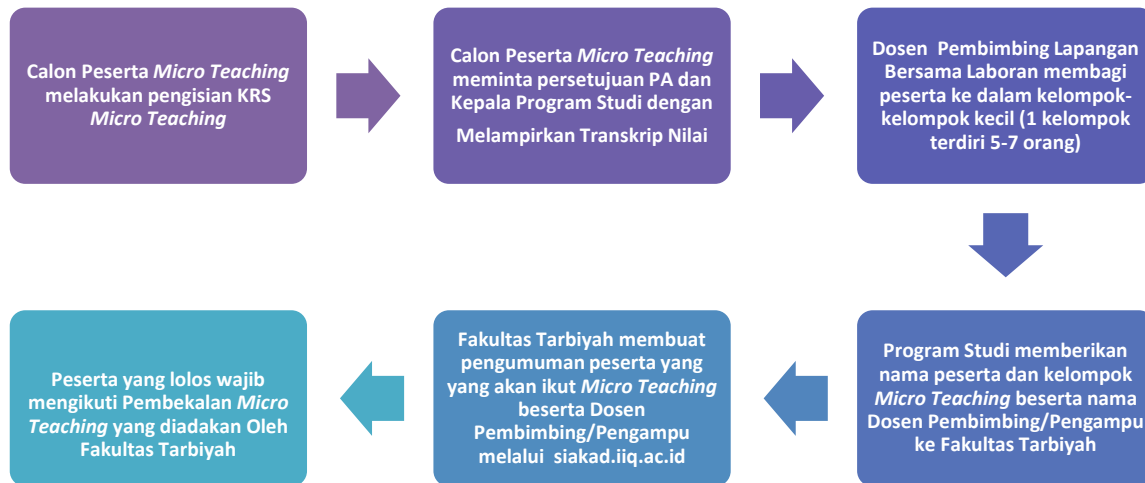 Calon Peserta Micro Teaching
melakukan pengisian KRS
Micro Teaching
Calon Peserta Micro Teaching
meminta persetujuan PA dan
Kepala Program Studi dengan
Melampirkan Transkrip Nilai
Dosen Pembimbing Lapangan
Bersama Laboran membagi
peserta ke dalam kelompok-
kelompok kecil (1 kelompok
terdiri 5-7 orang)
Program Studi memberikan
nama peserta dan kelompok
Micro Teaching beserta nama
Dosen Pembimbing/Pengampu
ke Fakultas Tarbiyah
Fakultas Tarbiyah membuat
pengumuman peserta yang
yang akan ikut Micro Teaching
beserta Dosen
Pembimbing/Pengampu
melalui siakad.iiq.ac.id
Peserta yang lolos wajib
mengikuti Pembekalan Micro
Teaching yang diadakan Oleh
Fakultas Tarbiyah